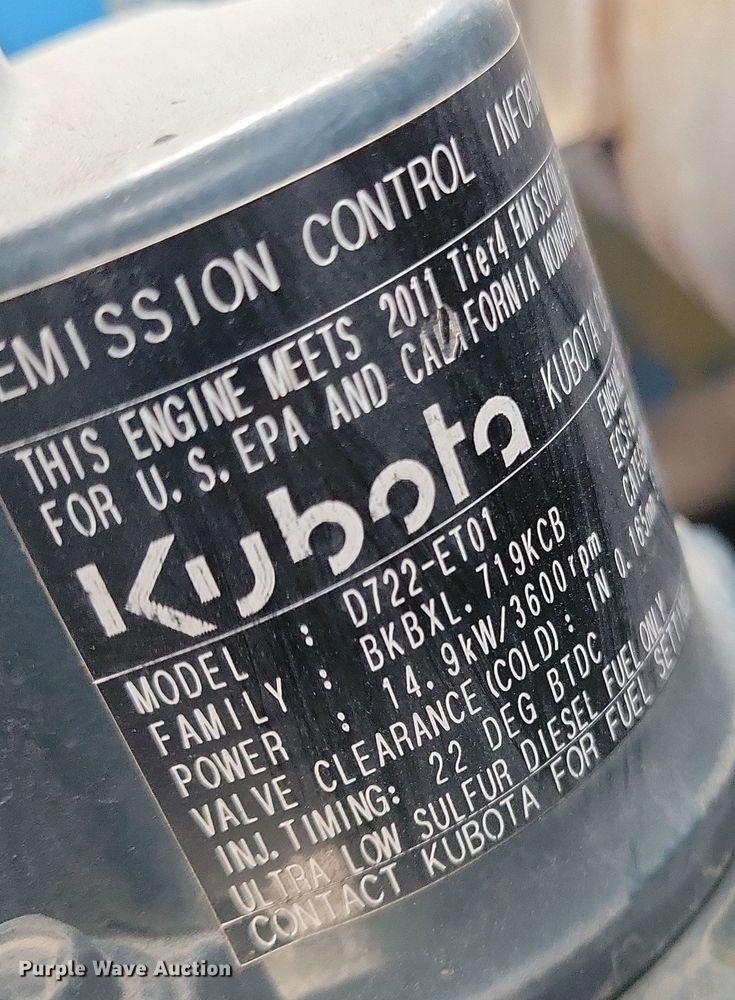 EMISSION CONTROL
THIS ENGINE MEETS 2011 Tier4 EMISSION
FOR U.S.EPA AND CALIFORNIA
Kubota KUBOTA
MODEL : D722-ET01
FAMILY : BKBXL.719KCB
POWER : 14.9kW/3600rpm
VALVE CLEARANCE(COLD): IN
INJ.TIMING: 22 DEG BTDC
ULTRA LOW SULFUR DIESEL FUEL ONLY
CONTACT KUBOTA FOR FUEL
Purple Wave Auction